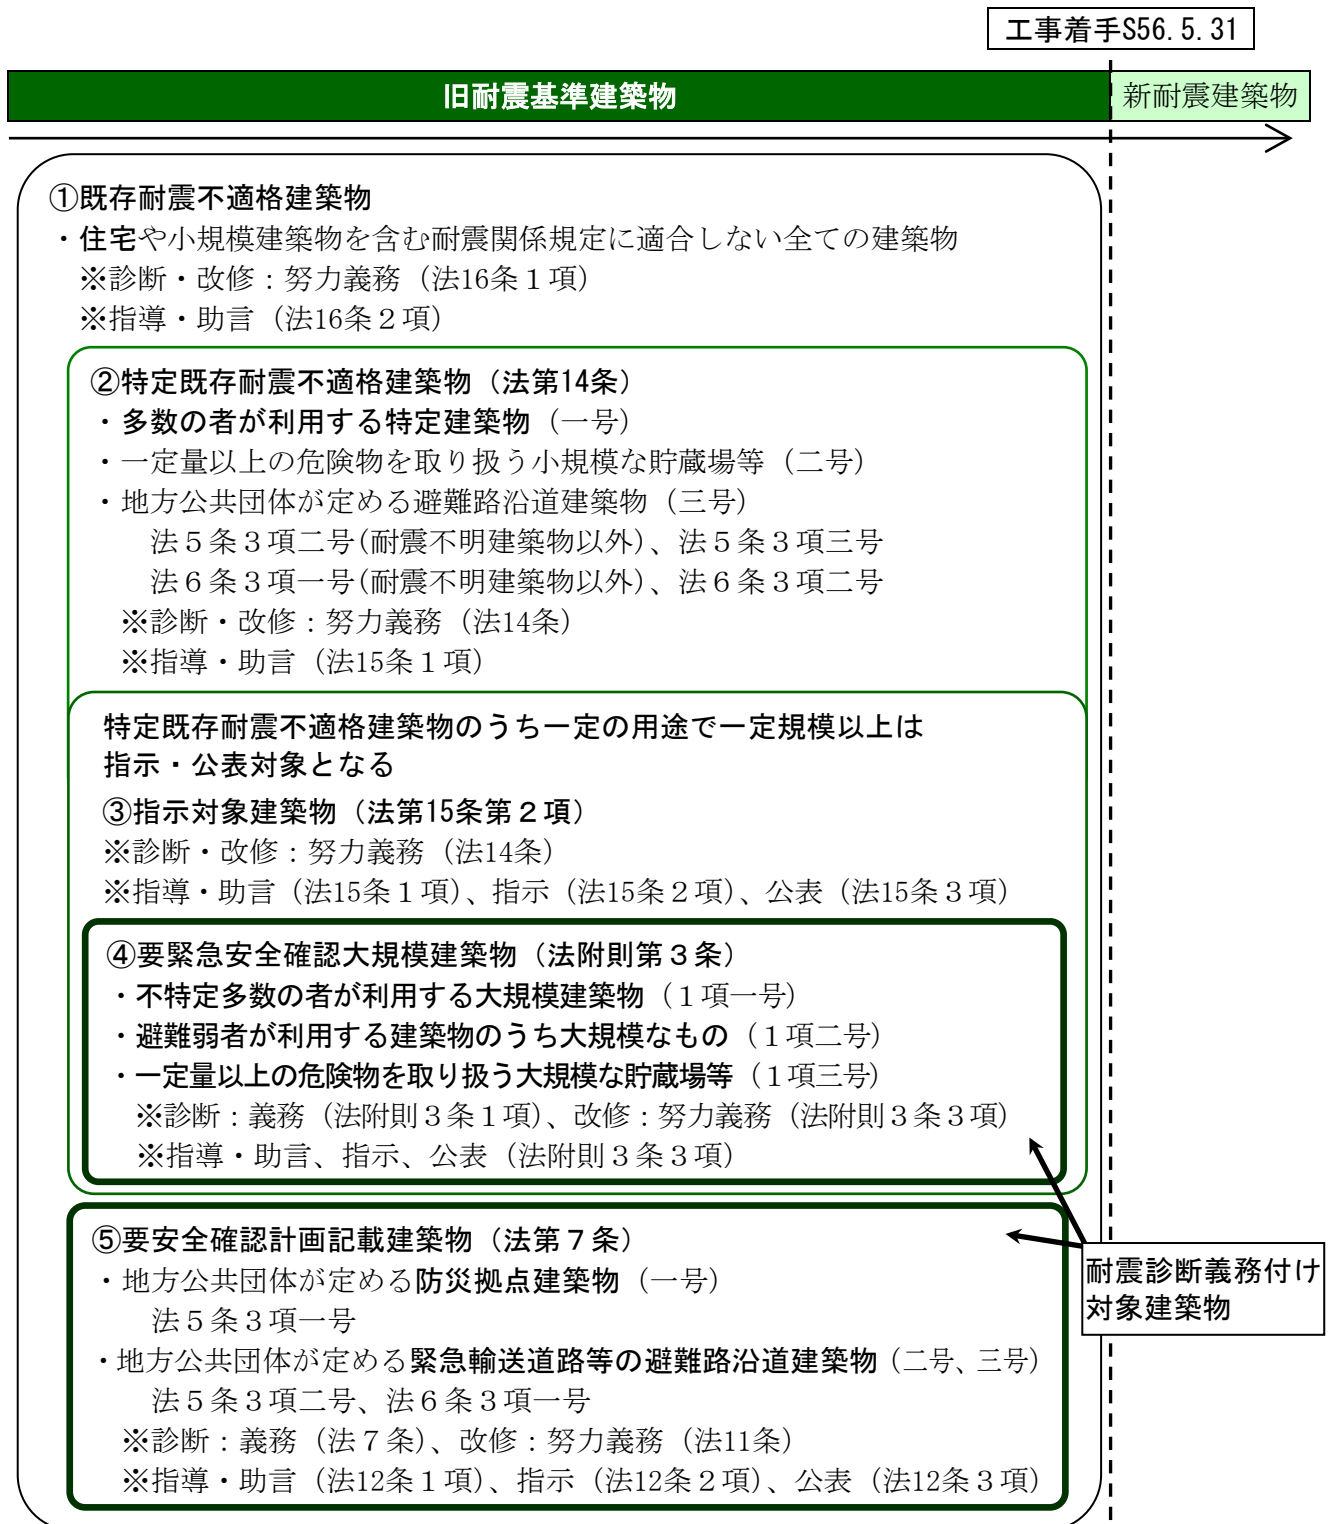 工事着手S56.5.31
旧耐震基準建築物
新耐震建築物
①既存耐震不適格建築物
・住宅や小規模建築物を含む耐震関係規定に適合しない全ての建築物
※診断・改修：努力義務（法16条１項）
※指導・助言（法16条２項）
②特定既存耐震不適格建築物（法第14条）
・多数の者が利用する特定建築物（一号）
・一定量以上の危険物を取り扱う小規模な貯蔵場等（二号）
・地方公共団体が定める避難路沿道建築物（三号）
法５条３項二号(耐震不明建築物以外)、法５条３項三号
法６条３項一号(耐震不明建築物以外)、法６条３項二号
※診断・改修：努力義務（法14条）
※指導・助言（法15条１項）
特定既存耐震不適格建築物のうち一定の用途で一定規模以上は
指示・公表対象となる
③指示対象建築物（法第15条第２項）
※診断・改修：努力義務（法14条）
※指導・助言（法15条１項）、指示（法15条２項）、公表（法15条３項）
④要緊急安全確認大規模建築物（法附則第３条）
・不特定多数の者が利用する大規模建築物（１項一号）
・避難弱者が利用する建築物のうち大規模なもの（１項二号）
・一定量以上の危険物を取り扱う大規模な貯蔵場等（１項三号）
※診断：義務（法附則３条１項）、改修：努力義務（法附則３条３項）
※指導・助言、指示、公表（法附則３条３項）
⑤要安全確認計画記載建築物（法第７条）
・地方公共団体が定める防災拠点建築物（一号）
法５条３項一号
・地方公共団体が定める緊急輸送道路等の避難路沿道建築物（二号、三号）
法５条３項二号、法６条３項一号
※診断：義務（法７条）、改修：努力義務（法11条）
※指導・助言（法12条１項）、指示（法12条２項）、公表（法12条３項）
耐震診断義務付け
対象建築物